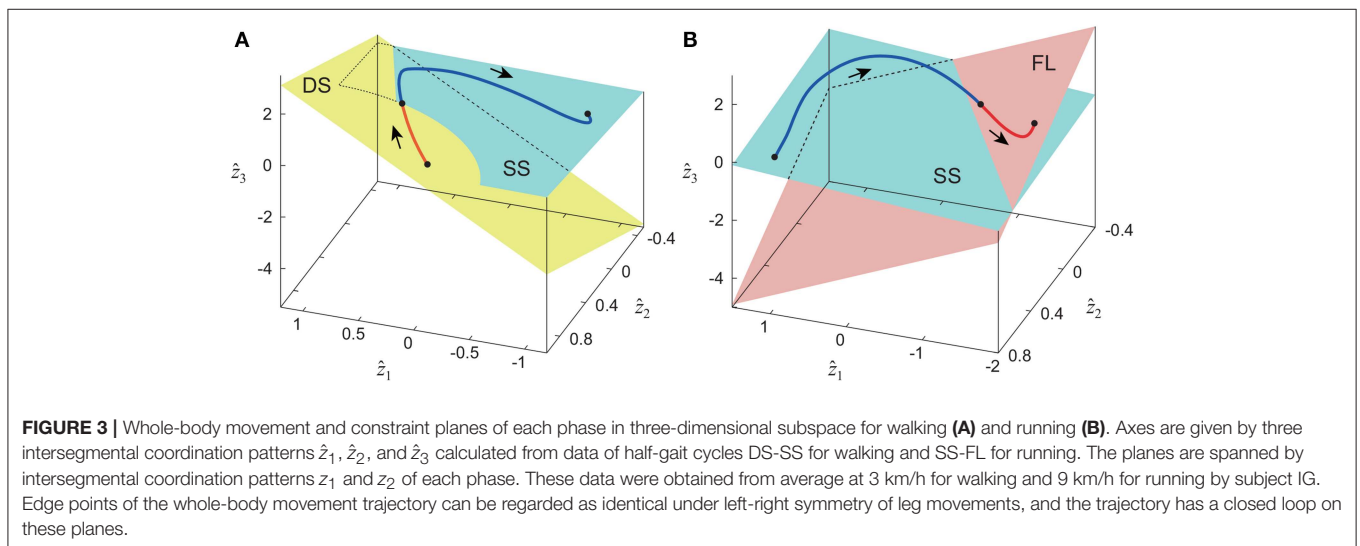 A
DS
SS
2
0
ẑ3
-2
-4
1
0.5
0
-0.5
-1
ẑ1
0.8
0.4
0
-0.4
ẑ2
B
FL
SS
2
0
ẑ3
-2
-4
1
0
-1
-2
ẑ1
0.8
0.4
0
-0.4
ẑ2
FIGURE 3 | Whole-body movement and constraint planes of each phase in three-dimensional subspace for walking (A) and running (B). Axes are given by three
intersegmental coordination patterns ẑ1, ẑ2, and ẑ3 calculated from data of half-gait cycles DS-SS for walking and SS-FL for running. The planes are spanned by
intersegmental coordination patterns z1 and z2 of each phase. These data were obtained from average at 3 km/h for walking and 9 km/h for running by subject IG.
Edge points of the whole-body movement trajectory can be regarded as identical under left-right symmetry of leg movements, and the trajectory has a closed loop on
these planes.